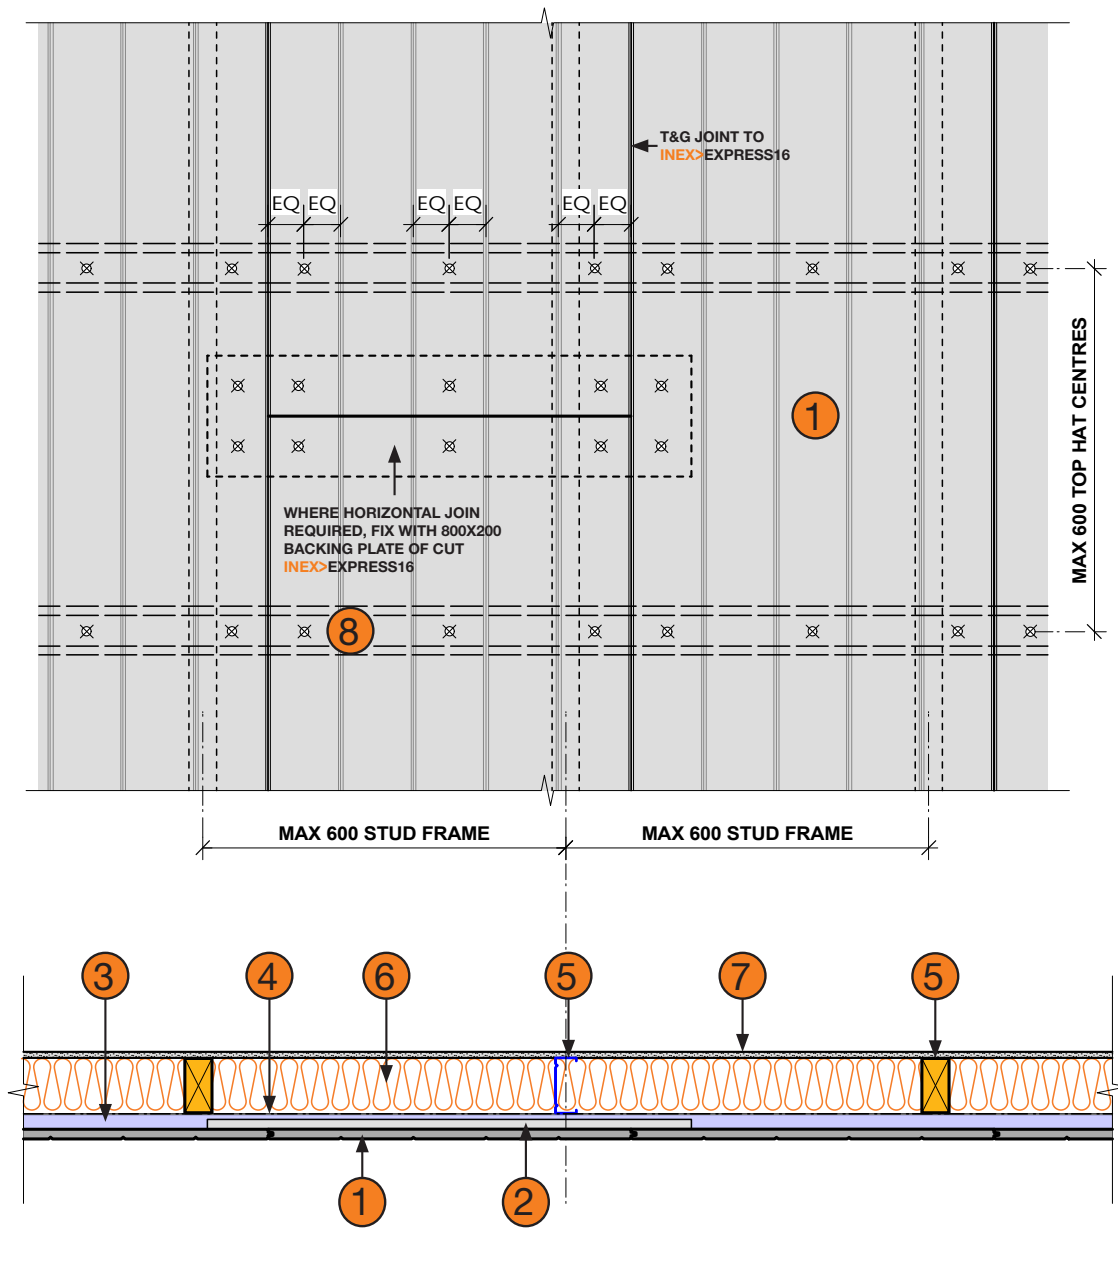 T&G JOINT TO
INEX>EXPRESS16
EQ EQ EQ EQ EQ EQ
1
MAX 600 TOP HAT CENTRES
WHERE HORIZONTAL JOIN
REQUIRED, FIX WITH 800X200
BACKING PLATE OF CUT
INEX>EXPRESS16
8
MAX 600 STUD FRAME MAX 600 STUD FRAME
3 4 6 5 7 5
1 2